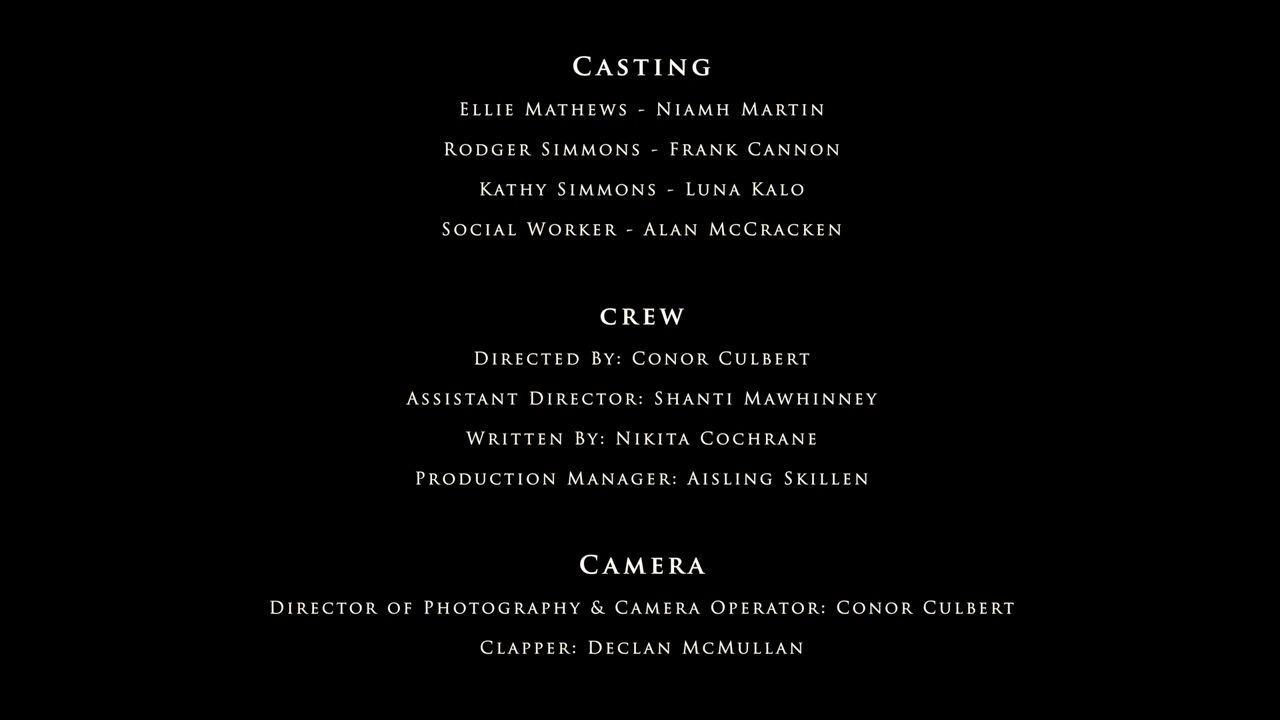 Casting
Ellie Mathews - Niamh Martin
Rodger Simmons - Frank Cannon
Kathy Simmons - Luna Kalo
Social Worker - Alan McCracken
crew
Directed By: Conor Culbert
Assistant Director: Shanti Mawhinney
Written By: Nikita Cochrane
Production Manager: Aisling Skillen
Camera
Director of Photography & Camera Operator: Conor Culbert
Clapper: Declan McMullan